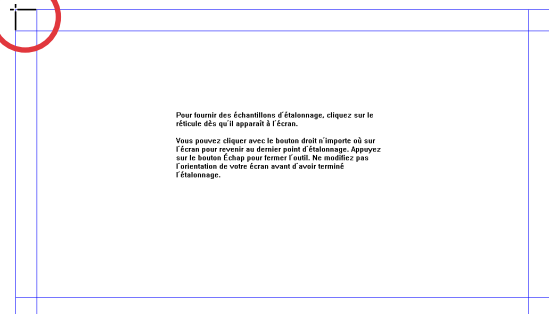 Pour fournir des échantillons d'étalonnage, cliquez sur le
réticule dès qu'il apparaît à l'écran.
Vous pouvez cliquer avec le bouton droit n'importe où sur
l'écran pour revenir au dernier point d'étalonnage. Appuyez
sur le bouton Échap pour fermer l'outil. Ne modifiez pas
l'orientation de votre écran avant d'avoir terminé
l'étalonnage.